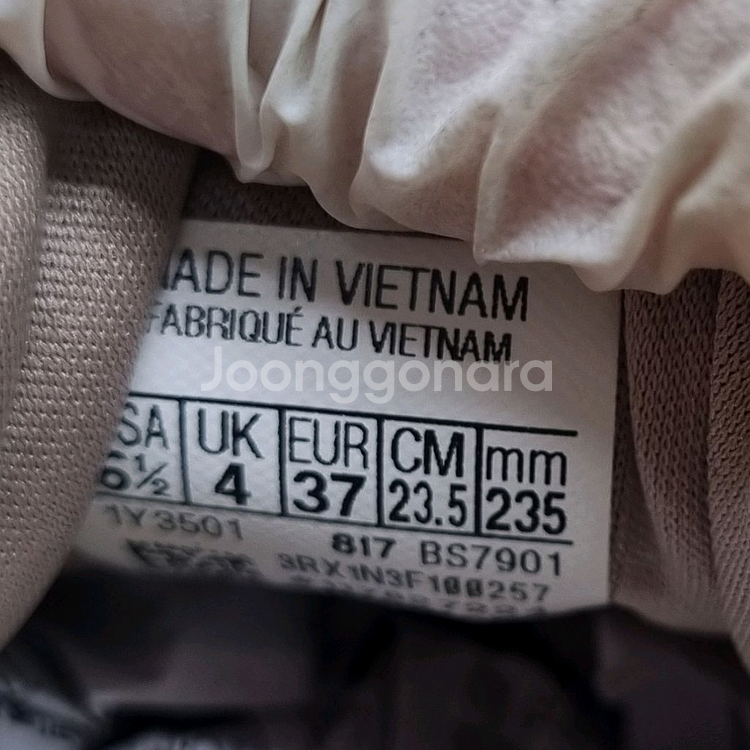 MADE IN VIETNAM
FABRIQUÉ AU VIETNAM
Joonggonara
USA UK EUR CM mm
6½ 4 37 23.5 235
1Y3501 817 BS7901
3RX1N3F100257